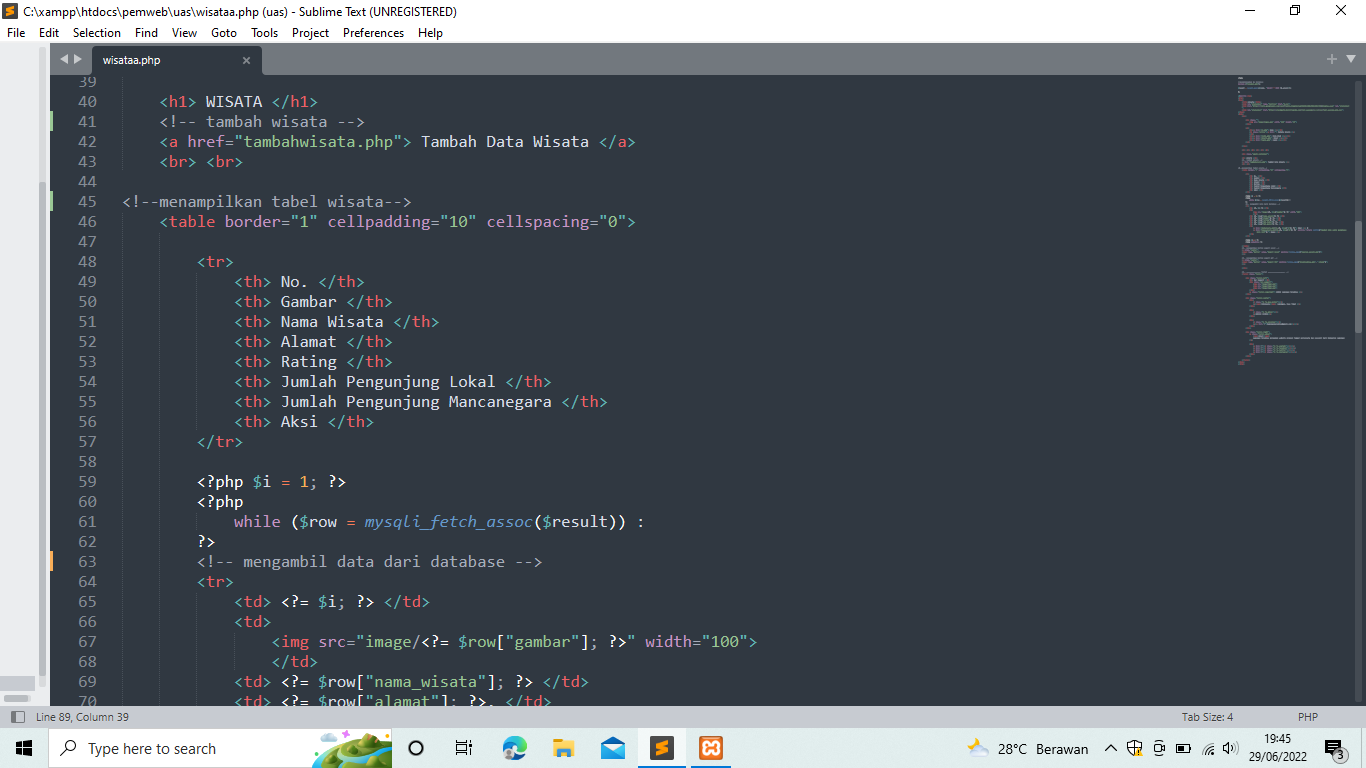 C:\xampp\htdocs\pemweb\uas\wisataa.php (uas) - Sublime Text (UNREGISTERED)
File Edit Selection Find View Goto Tools Project Preferences Help
wisataa.php
39
40 <h1> WISATA </h1>
41 <!-- tambah wisata -->
42 <a href="tambahwisata.php"> Tambah Data Wisata </a>
43 <br> <br>
44
45 <!--menampilkan tabel wisata-->
46 <table border="1" cellpadding="10" cellspacing="0">
47
48 <tr>
49 <th> No. </th>
50 <th> Gambar </th>
51 <th> Nama Wisata </th>
52 <th> Alamat </th>
53 <th> Rating </th>
54 <th> Jumlah Pengunjung Lokal </th>
55 <th> Jumlah Pengunjung Mancanegara </th>
56 <th> Aksi </th>
57 </tr>
58
59 <?php $i = 1; ?>
60 <?php
61 while ($row = mysqli_fetch_assoc($result)) :
62 ?>
63 <!-- mengambil data dari database -->
64 <tr>
65 <td> <?= $i; ?> </td>
66 <td>
67 <img src="image/<?= $row["gambar"]; ?>" width="100">
68 </td>
69 <td> <?= $row["nama_wisata"]; ?> </td>
70 <td> <?= $row["alamat"]; ?>, </td>
Line 89, Column 39
Tab Size: 4
PHP
Type here to search
28°C Berawan
19:45
29/06/2022
3